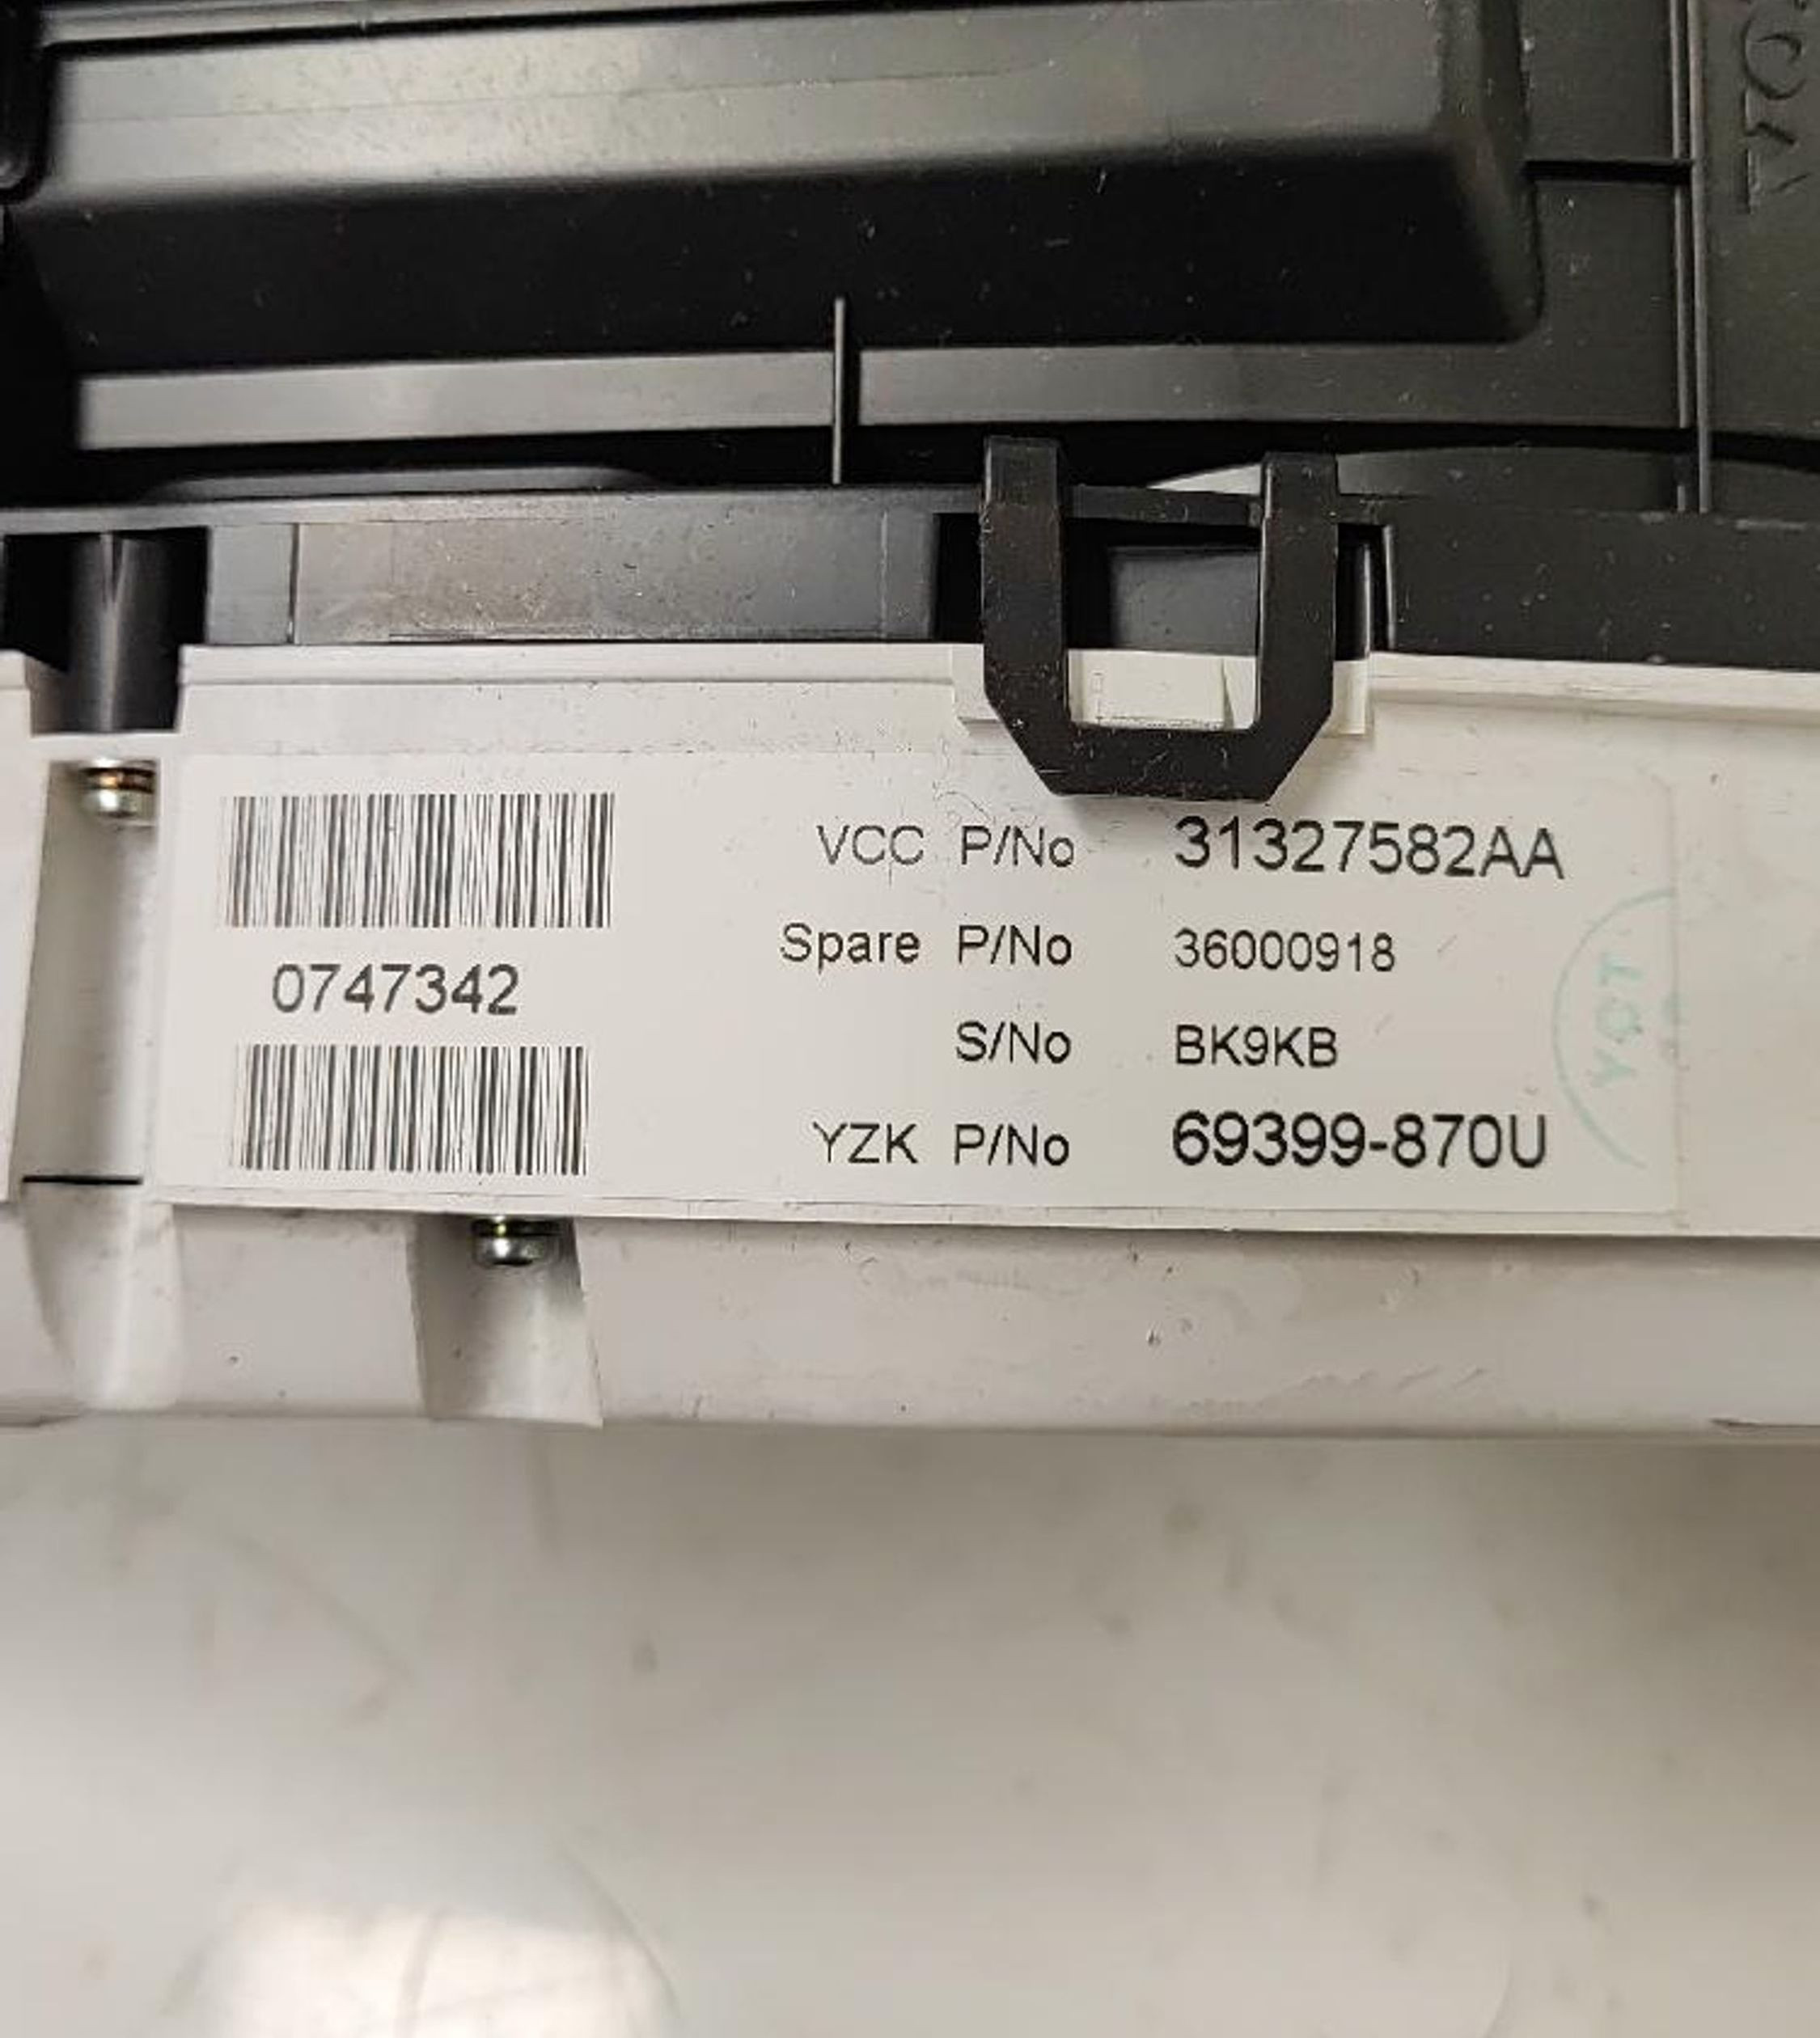 0747342
VCC P/No 31327582AA
Spare P/No 36000918
S/No BK9KB
YZK P/No 69399-870U